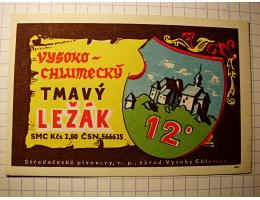 VYSOKO-
CHLUMECKÝ
TMAVÝ
LEŽÁK
SMC Kčs 2,80 ČSN 566635
12°
Středočeské pivovary, n. p., závod Vysoký Chlumec